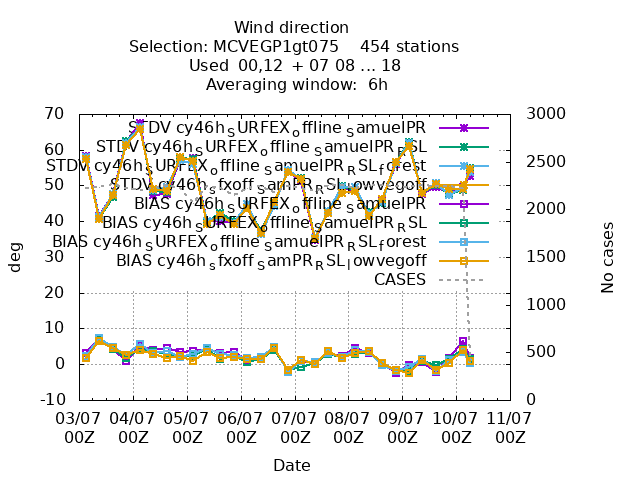 Wind direction
Selection: MCVEGP1gt075    454 stations
Used  00,12  + 07 08 ... 18
Averaging window:  6h
STDV cy46h_SURFEX_offline_samuelPR
STDV cy46h_SURFEX_offline_samuelPR_RSL
STDV cy46h_SURFEX_offline_samuelPR_RSL_forest
STDV cy46h_sfxoff_SamPR_RSL_lowvegoff
BIAS cy46h_SURFEX_offline_samuelPR
BIAS cy46h_SURFEX_offline_samuelPR_RSL
BIAS cy46h_SURFEX_offline_samuelPR_RSL_forest
BIAS cy46h_sfxoff_SamPR_RSL_lowvegoff
CASES
70
60
50
40
30
20
10
0
-10
deg
3000
2500
2000
1500
1000
500
0
No cases
03/07 04/07 05/07 06/07 07/07 08/07 09/07 10/07 11/07
00Z 00Z 00Z 00Z 00Z 00Z 00Z 00Z 00Z
Date